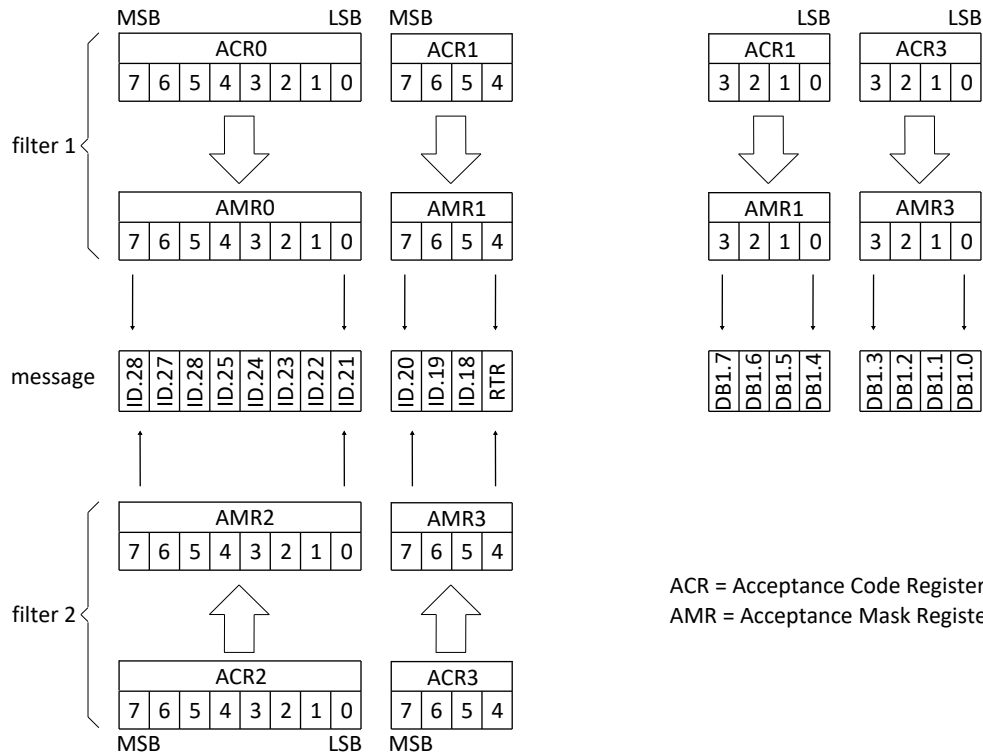 MSB LSB MSB LSB LSB
ACR0 ACR1 ACR1 ACR3
7 6 5 4 3 2 1 0 7 6 5 4 3 2 1 0 3 2 1 0
filter 1
AMR0 AMR1 AMR1 AMR3
7 6 5 4 3 2 1 0 7 6 5 4 3 2 1 0 3 2 1 0
message
ID.28 ID.27 ID.28 ID.25 ID.24 ID.23 ID.22 ID.21 ID.20 ID.19 ID.18 RTR DB1.7 DB1.6 DB1.5 DB1.4 DB1.3 DB1.2 DB1.1 DB1.0
AMR2 AMR3
7 6 5 4 3 2 1 0 7 6 5 4
ACR = Acceptance Code Register
filter 2
AMR = Acceptance Mask Registe
ACR2 ACR3
7 6 5 4 3 2 1 0 7 6 5 4
MSB LSB MSB